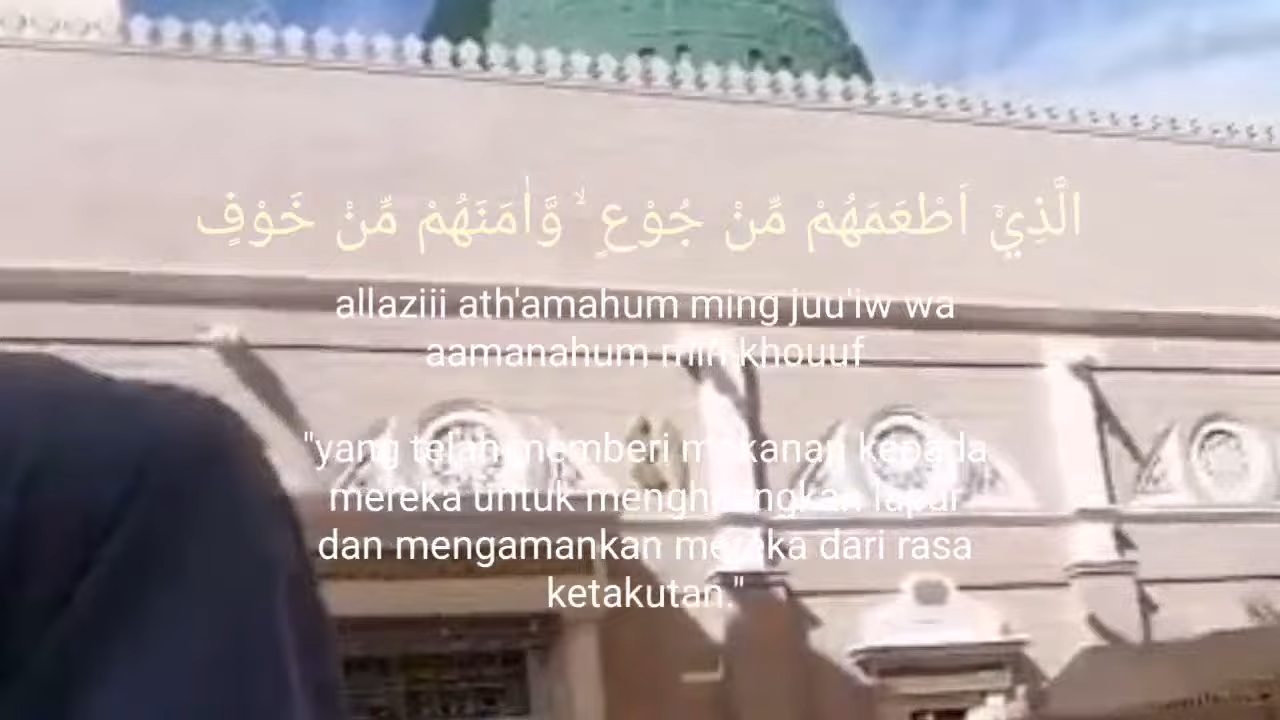 الَّذِيْٓ اَطْعَمَهُمْ مِّنْ جُوْعٍ ۙ وَّاٰمَنَهُمْ مِّنْ خَوْفٍ
allaziii ath'amahum ming juu'iw wa
aamanahum min khouuf
"yang telah memberi makanan kepada
mereka untuk menghilangkan lapar
dan mengamankan mereka dari rasa
ketakutan."